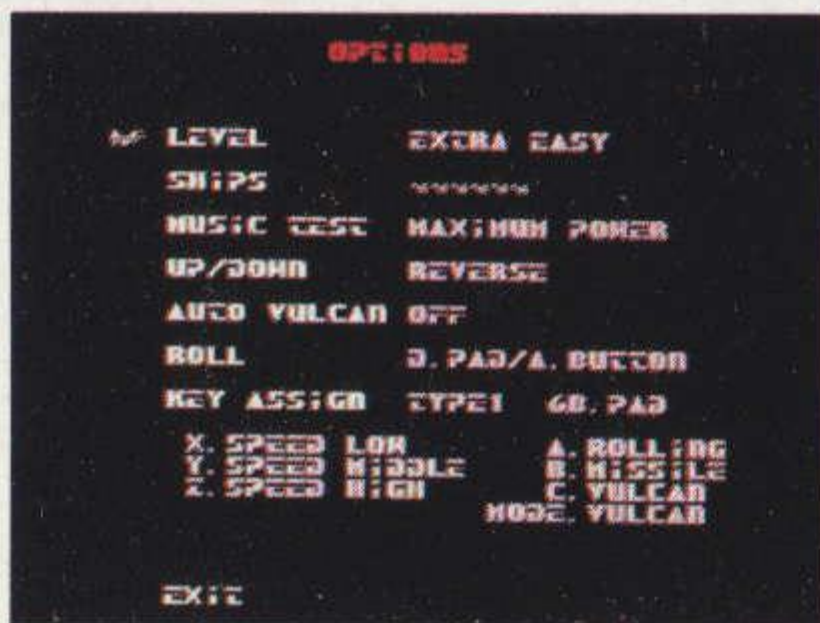 OPTIONS
LEVEL EXTRA EASY
SHIPS
MUSIC TEST MAXIMUM POWER
UP/DOWN REVERSE
AUTO VULCAN OFF
ROLL D.PAD/A.BUTTON
KEY ASSIGN TYPE1 6B.PAD
X.SPEED LOW A.ROLLING
Y.SPEED MIDDLE B.MISSILE
Z.SPEED HIGH C.VULCAN
MODE.VULCAN
EXIT